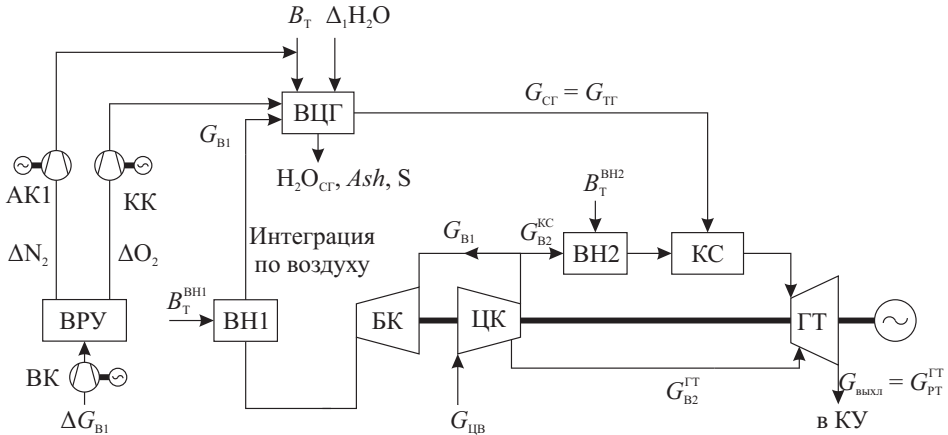 B_Т
Δ₁H₂O
G_СГ = G_ТГ
ВЦГ
G_В1
H₂O_СГ, Ash, S
АК1
КК
B_Т^ВН2
ΔN₂
ΔO₂
Интеграция
по воздуху
G_В1
G_В2^КС
ВН2
КС
B_Т^ВН1
ВРУ
ВН1
БК
ЦК
ГТ
ВК
ΔG_В1
G_ЦВ
G_В2^ГТ
G_выхл = G_РТ^ГТ
в КУ